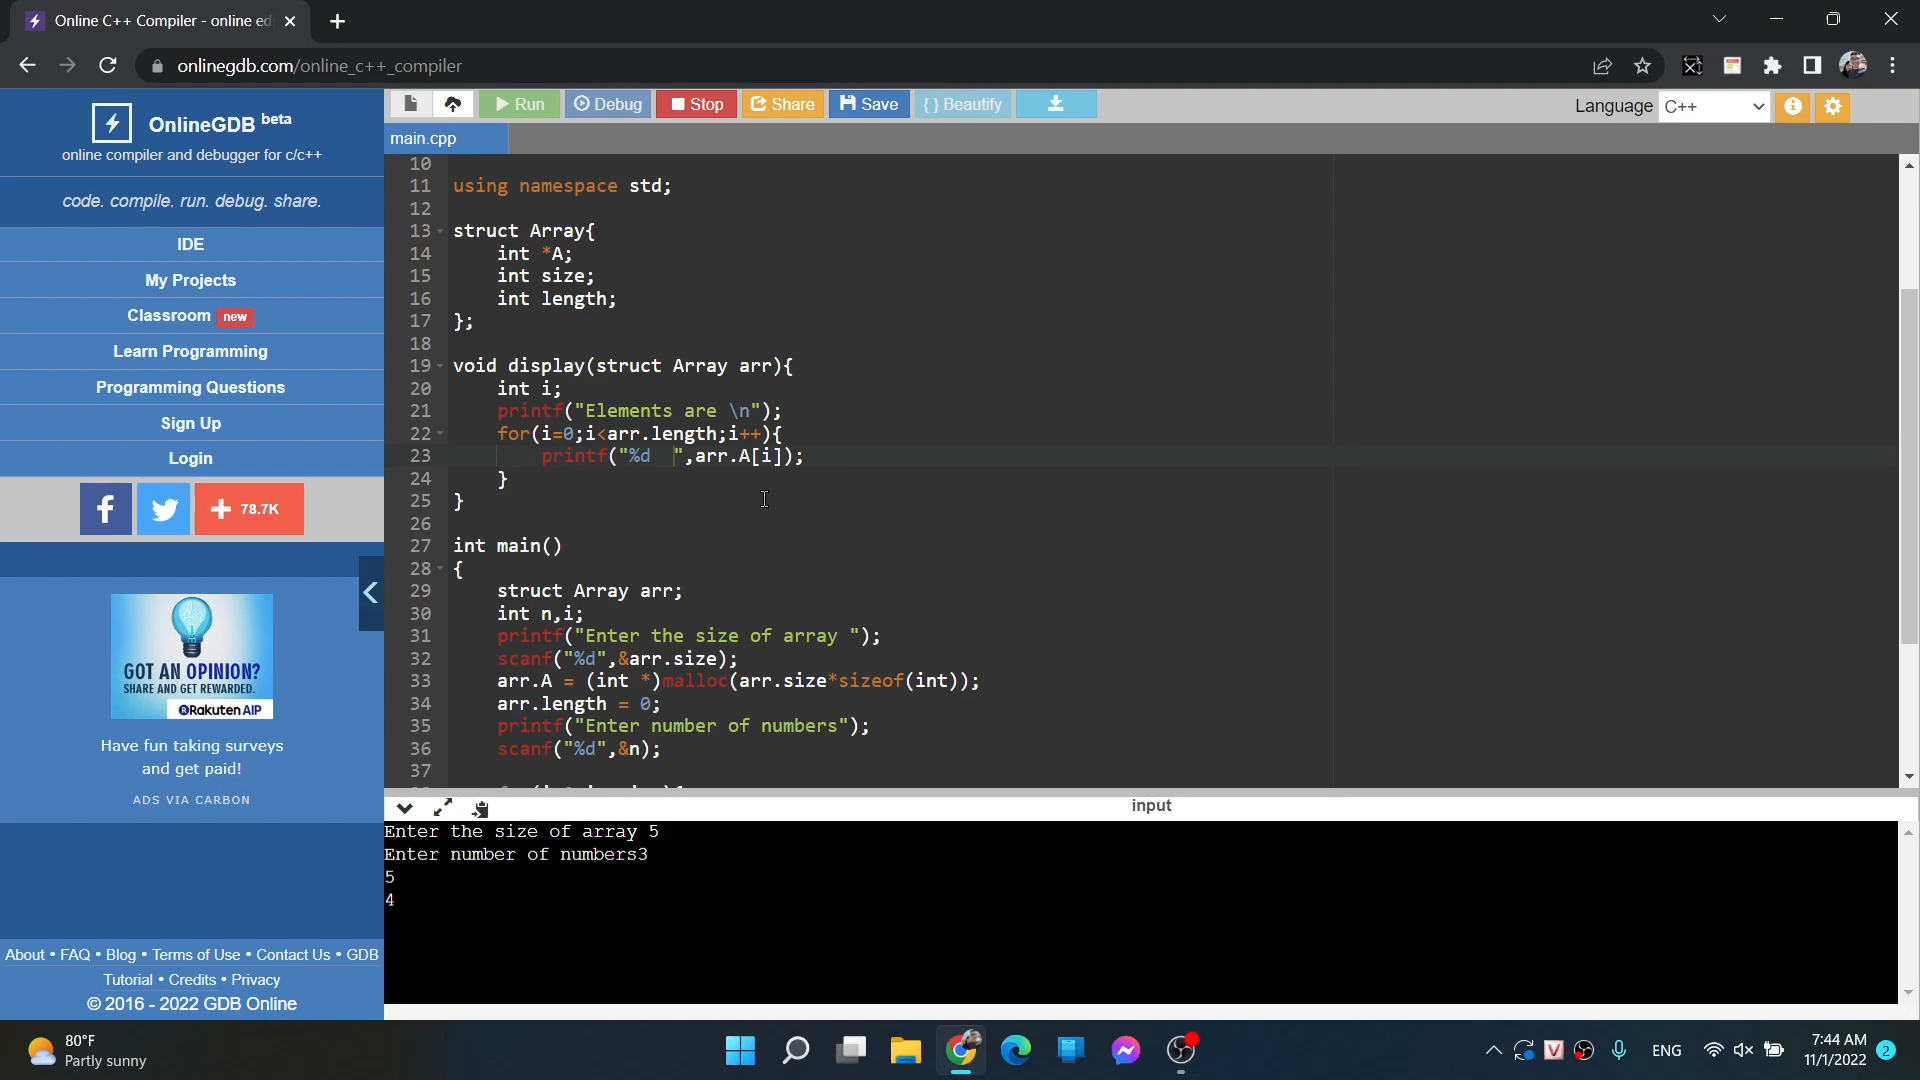 Online C++ Compiler - online ed
onlinegdb.com/online_c++_compiler
Run
Debug
Stop
Share
Save
{ } Beautify
Language
C++
OnlineGDB beta
online compiler and debugger for c/c++
code. compile. run. debug. share.
IDE
My Projects
Classroom new
Learn Programming
Programming Questions
Sign Up
Login
f
+ 78.7K
GOT AN OPINION?
SHARE AND GET REWARDED.
Rakuten AIP
Have fun taking surveys
and get paid!
ADS VIA CARBON
About • FAQ • Blog • Terms of Use • Contact Us • GDB
Tutorial • Credits • Privacy
© 2016 - 2022 GDB Online
main.cpp
10
11 using namespace std;
12
13 struct Array{
14 int *A;
15 int size;
16 int length;
17 };
18
19 void display(struct Array arr){
20 int i;
21 printf("Elements are \n");
22 for(i=0;i<arr.length;i++){
23 printf("%d  ",arr.A[i]);
24 }
25 }
26
27 int main()
28 {
29 struct Array arr;
30 int n,i;
31 printf("Enter the size of array ");
32 scanf("%d",&arr.size);
33 arr.A = (int *)malloc(arr.size*sizeof(int));
34 arr.length = 0;
35 printf("Enter number of numbers");
36 scanf("%d",&n);
37
input
Enter the size of array 5
Enter number of numbers3
5
4
80°F
Partly sunny
ENG
7:44 AM
11/1/2022
2